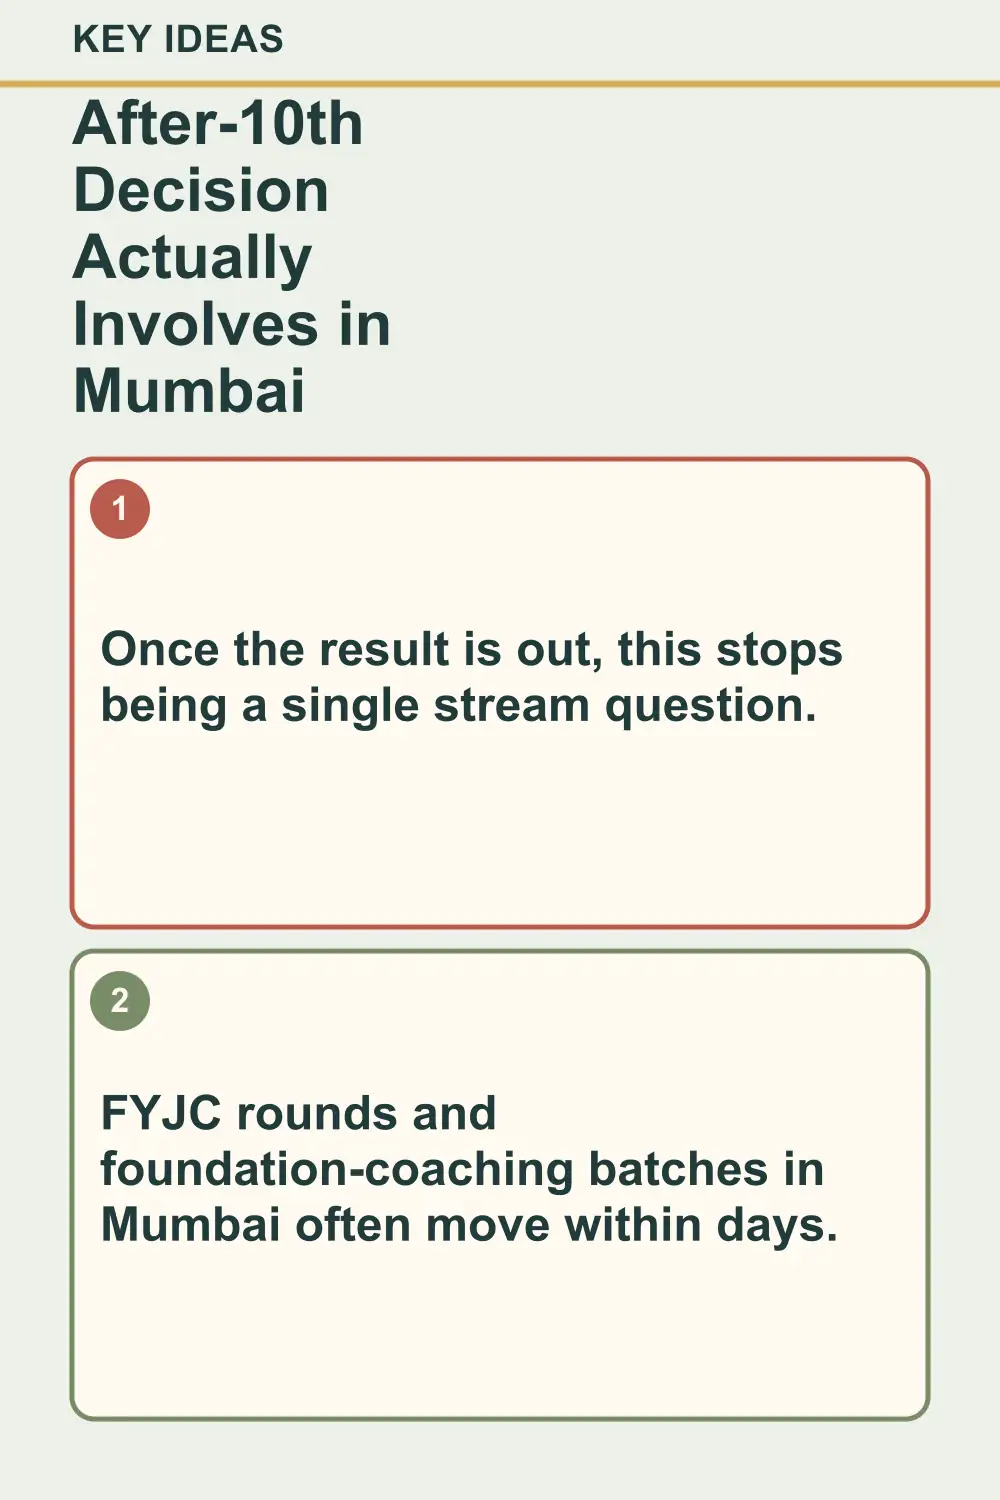 KEY IDEAS
After-10th
Decision
Actually
Involves in
Mumbai
1
Once the result is out, this stops
being a single stream question.
2
FYJC rounds and
foundation-coaching batches in
Mumbai often move within days.